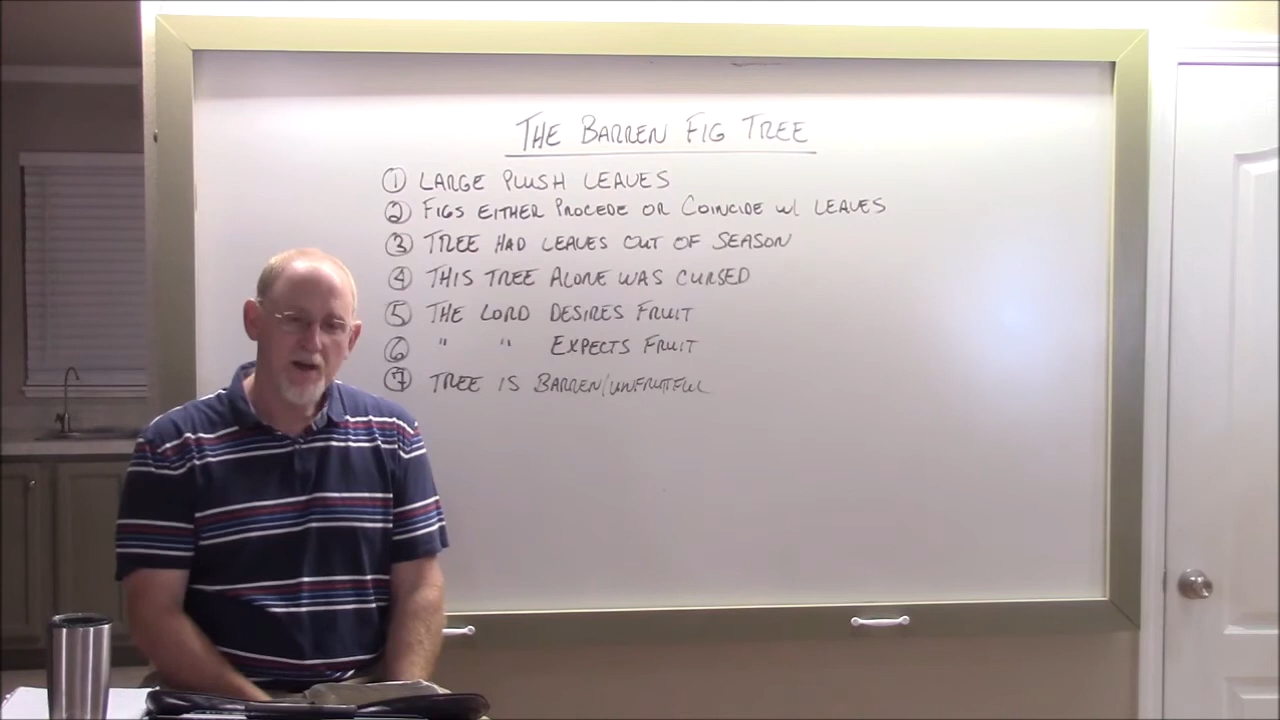 THE BARREN FIG TREE
① LARGE PLUSH LEAVES
② FIGS EITHER PROCEDE OR COINCIDE W/ LEAVES
③ TREE HAD LEAVES OUT OF SEASON
④ THIS TREE ALONE WAS CURSED
⑤ THE LORD DESIRES FRUIT
⑥ " " EXPECTS FRUIT
⑦ TREE IS BARREN/UNFRUTFUL